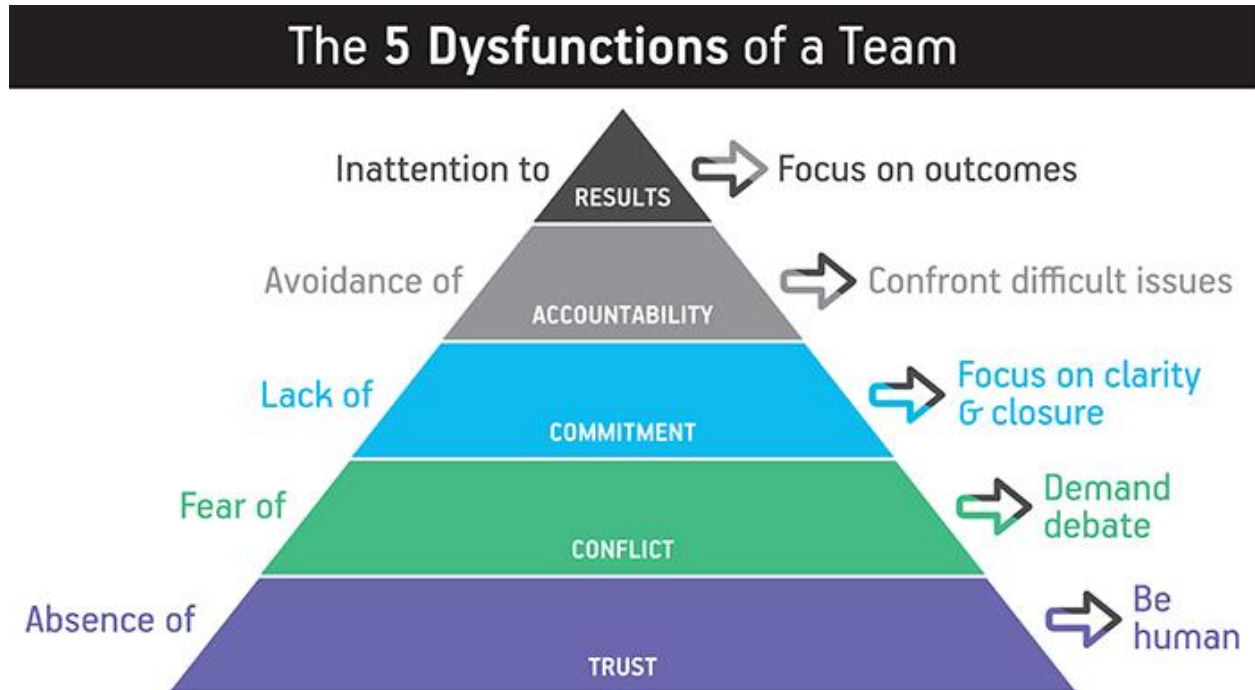 The 5 Dysfunctions of a Team
Inattention to
RESULTS
Focus on outcomes
Avoidance of
ACCOUNTABILITY
Confront difficult issues
Lack of
COMMITMENT
Focus on clarity
& closure
Fear of
CONFLICT
Demand
debate
Absence of
TRUST
Be
human